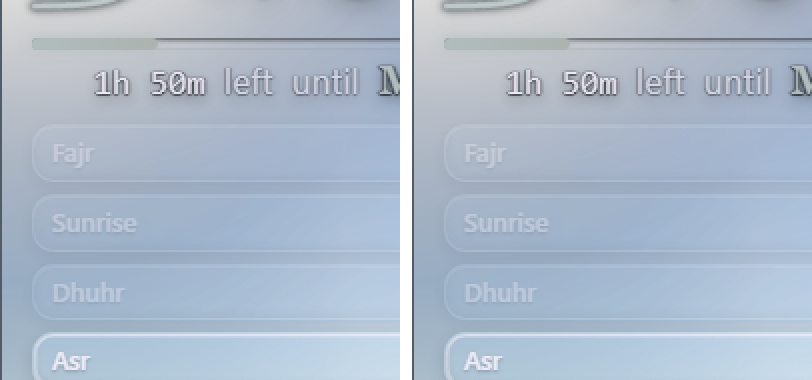 1h 50m left until
Fajr
Sunrise
Dhuhr
Asr
1h 50m left until
Fajr
Sunrise
Dhuhr
Asr